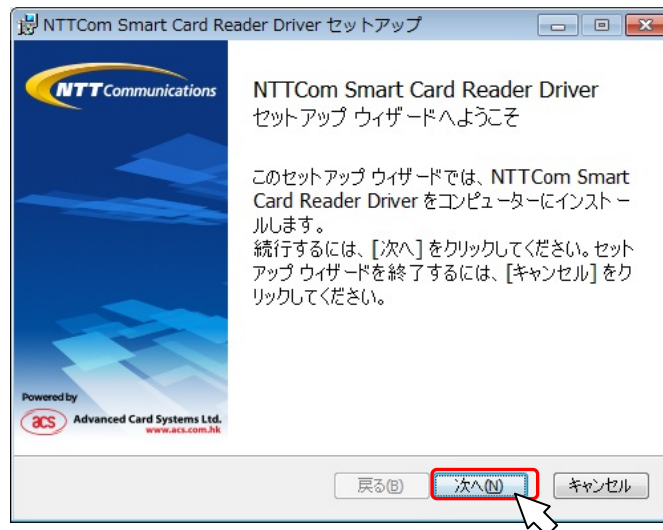 NTTCom Smart Card Reader Driver セットアップ
NTT Communications
NTTCom Smart Card Reader Driver
セットアップ ウィザードへようこそ
このセットアップ ウィザードでは、NTTCom Smart
Card Reader Driver をコンピューターにインストー
ルします。
続行するには、[次へ] をクリックしてください。セット
アップ ウィザードを終了するには、[キャンセル] をク
リックしてください。
Powered by
acs Advanced Card Systems Ltd.
www.acs.com.hk
戻る(B) 次へ(N) キャンセル